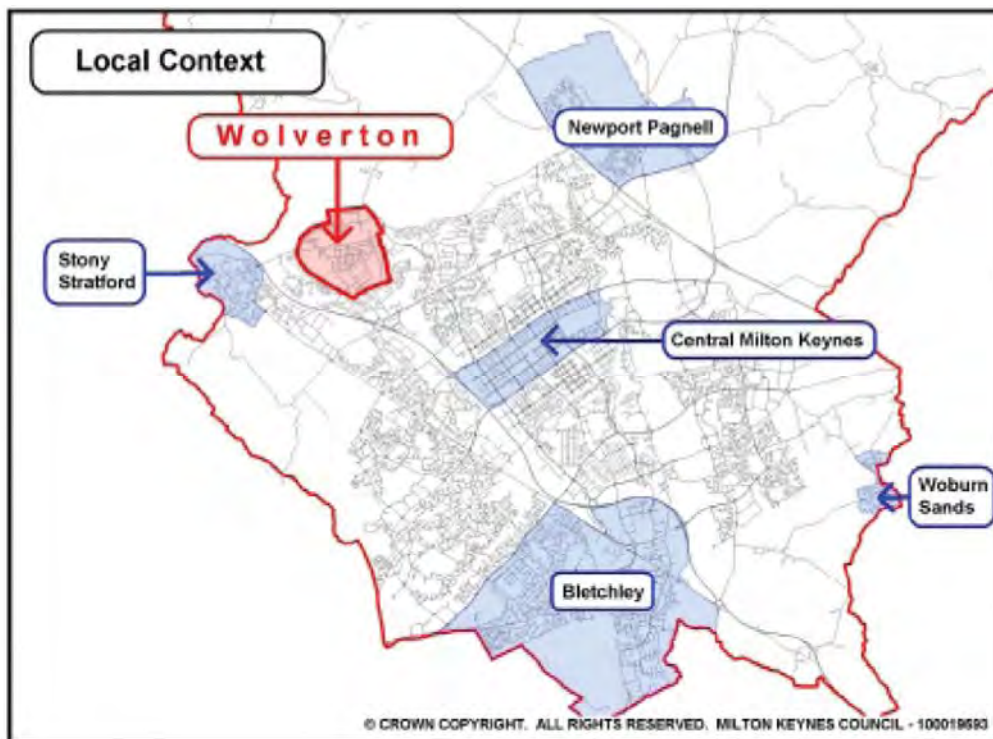 Local Context
Wolverton
Newport Pagnell
Stony
Stratford
Central Milton Keynes
Woburn
Sands
Bletchley
© CROWN COPYRIGHT. ALL RIGHTS RESERVED. MILTON KEYNES COUNCIL - 100019593